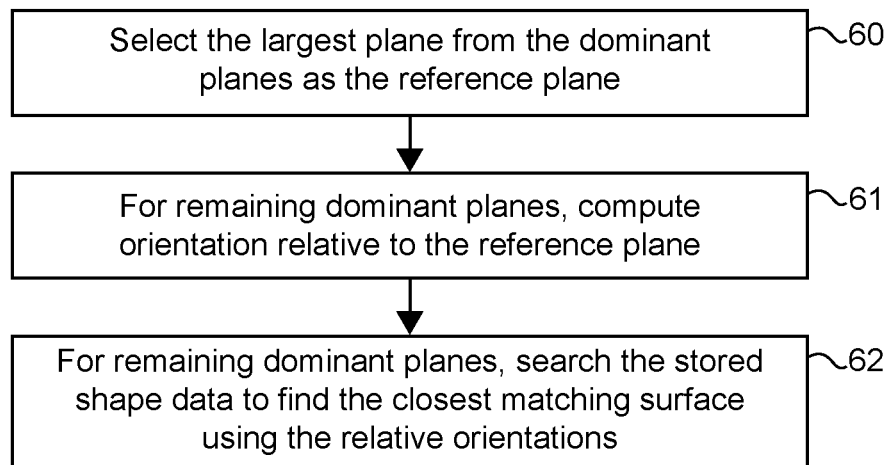 Select the largest plane from the dominant
planes as the reference plane
60
For remaining dominant planes, compute
orientation relative to the reference plane
61
For remaining dominant planes, search the stored
shape data to find the closest matching surface
using the relative orientations
62